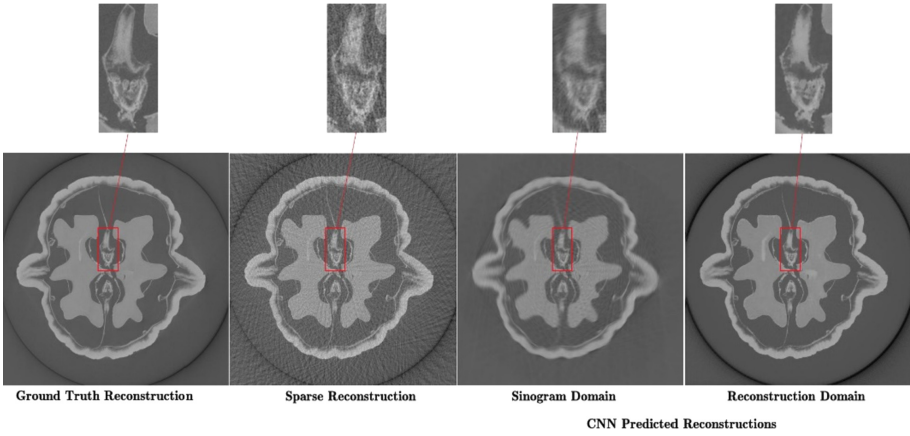 Ground Truth Reconstruction
Sparse Reconstruction
Sinogram Domain
Reconstruction Domain
CNN Predicted Reconstructions